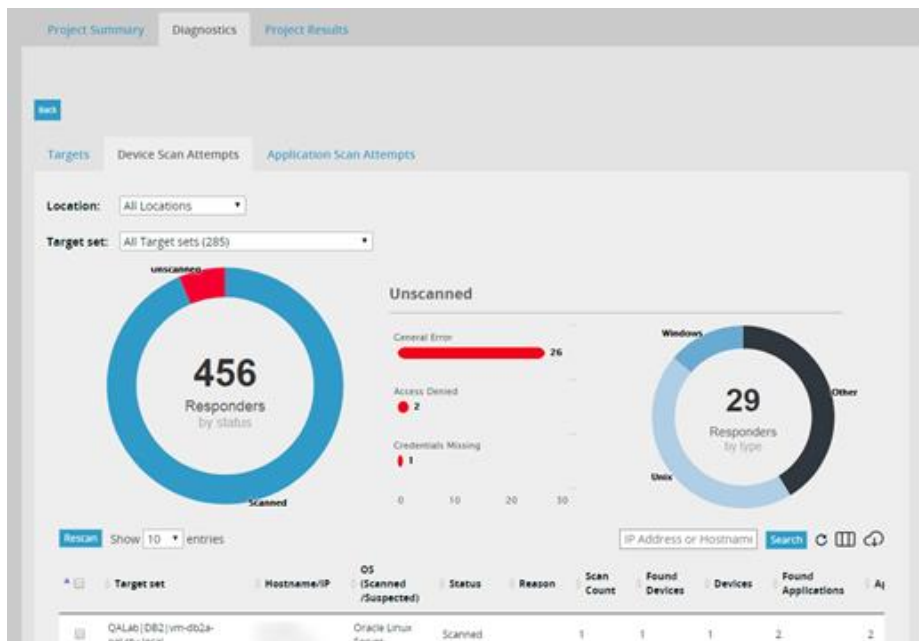 Project Summary Diagnostics Project Results
Back
Targets Device Scan Attempts Application Scan Attempts
Location: All Locations
Target set: All Target sets (285)
Unscanned
456
Responders
by status
Scanned
Unscanned
General Error
26
Access Denied
2
Credentials Missing
1
0 10 20 30
Windows
Other
29
Responders
by type
Unix
Rescan Show 10 entries IP Address or Hostname Search
Target set Hostname/IP OS (Scanned /Suspected) Status Reason Scan Count Found Devices Devices Found Applications Ap
QALab|DB2|vm-db2a- Oracle Linux Scanned 1 1 1 2 2